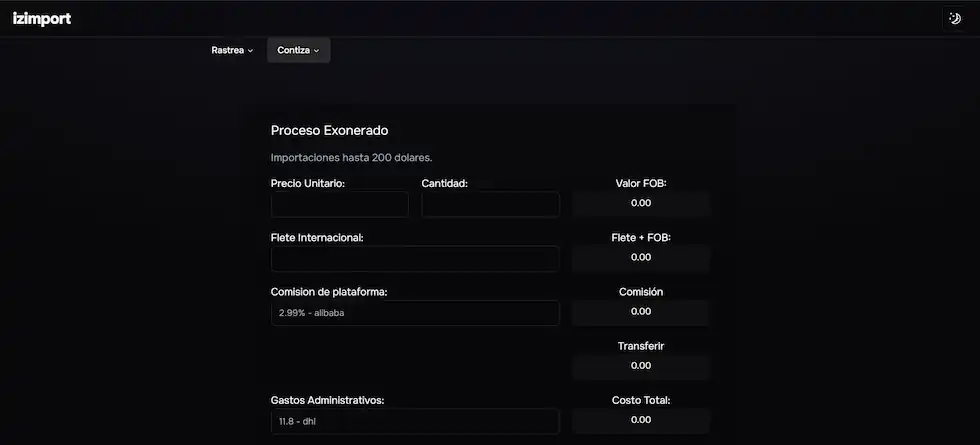 izimport
Rastrea
Contiza
Proceso Exonerado
Importaciones hasta 200 dolares.
Precio Unitario: Cantidad: Valor FOB:
0.00
Flete Internacional: Flete + FOB:
0.00
Comision de plataforma: Comisión
2.99% - alibaba 0.00
Transferir
0.00
Gastos Administrativos: Costo Total:
11.8 - dhl 0.00